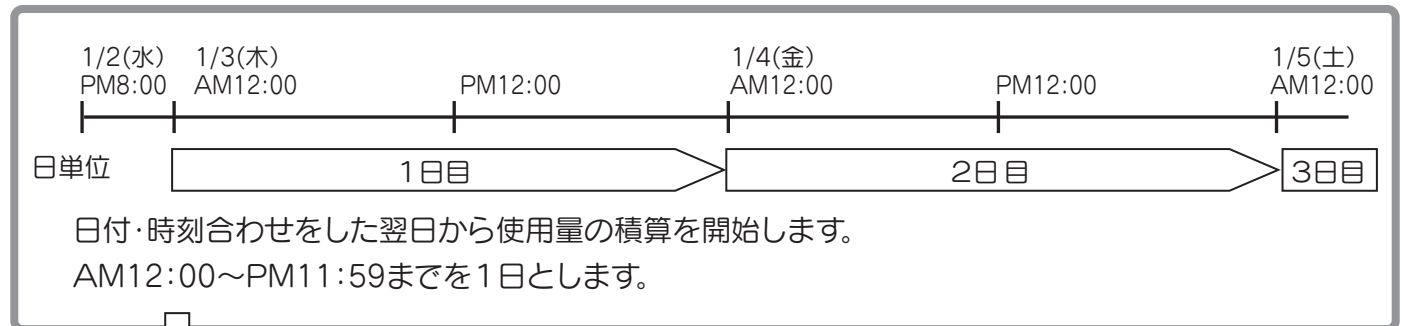 1/2(水) 1/3(木) 1/4(金) 1/5(土)
PM8:00 AM12:00 PM12:00 AM12:00 PM12:00 AM12:00
日単位 1日目 2日目 3日目
日付･時刻合わせをした翌日から使用量の積算を開始します。
AM12:00～PM11:59までを1日とします。